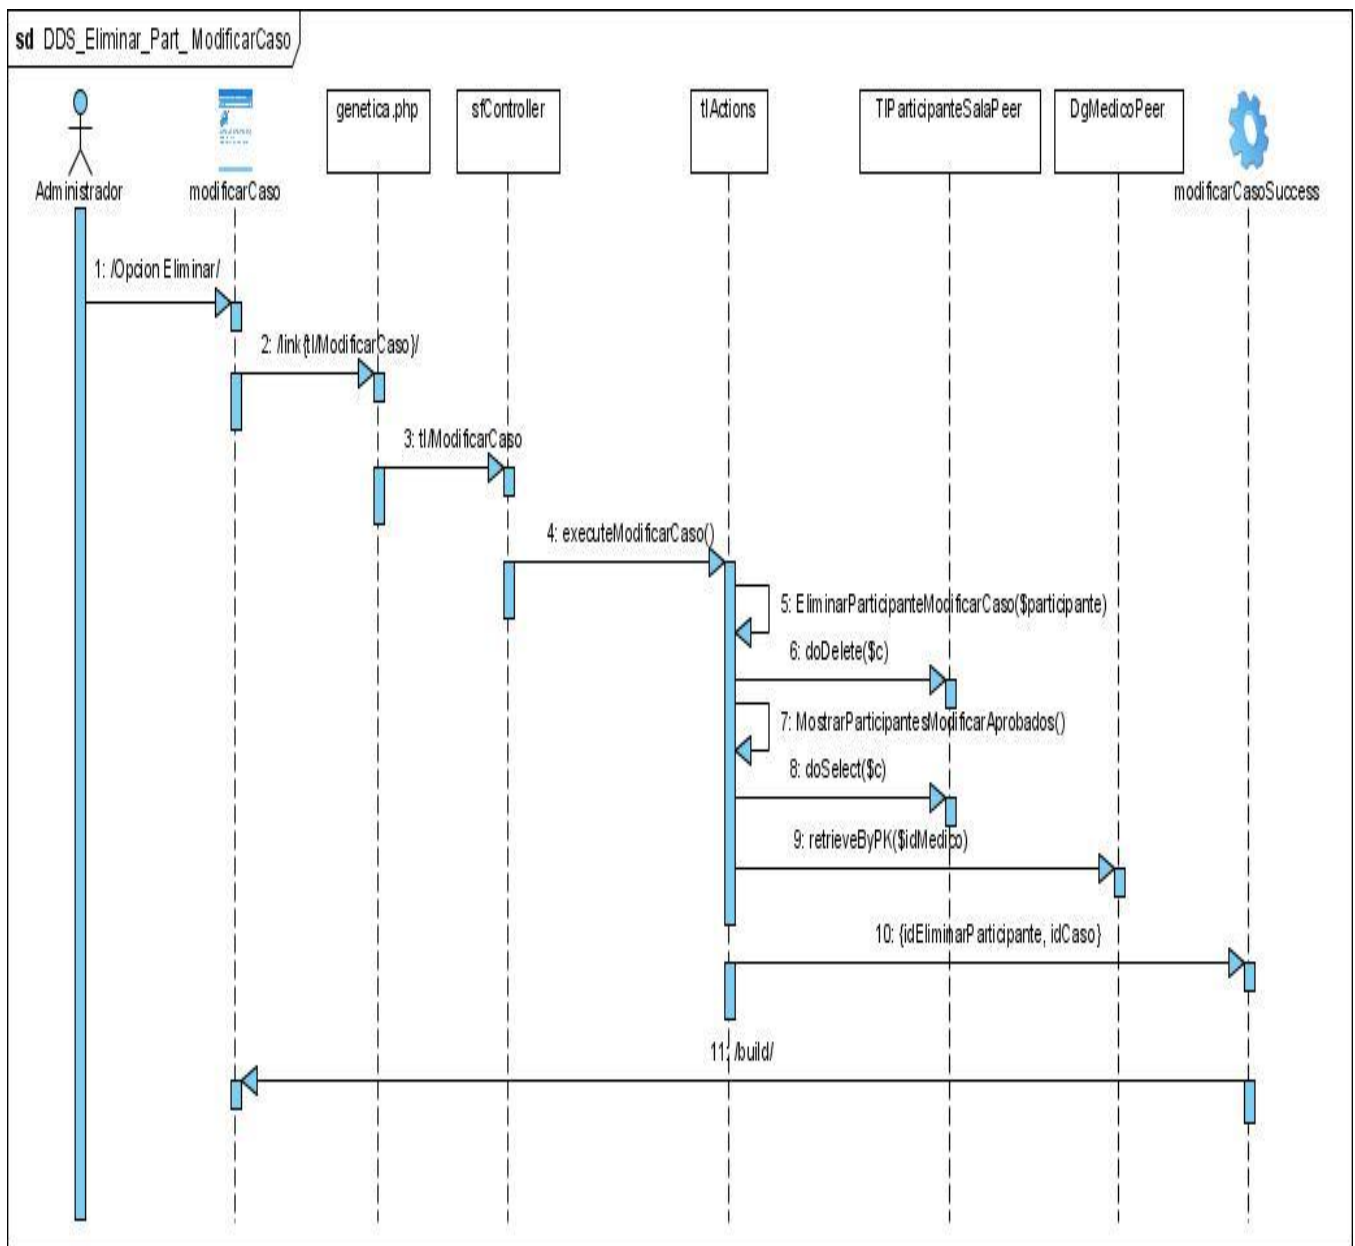 sd DDS_Eliminar_Part_ ModificarCaso
genetica.php
sfController
tlActions
TlParticipanteSalaPeer
DgMedicoPeer
Administrador
modificarCaso
modificarCasoSuccess
1: /Opcion Eliminar/
2: /link{tl/ModificarCaso}/
3: tl/ModificarCaso
4: executeModificarCaso()
5: EliminarParticipanteModificarCaso($participante)
6: doDelete($c)
7: MostrarParticipantesModificarAprobados()
8: doSelect($c)
9: retrieveByPK($idMedico)
10: {idEliminarParticipante, idCaso}
11: /build/